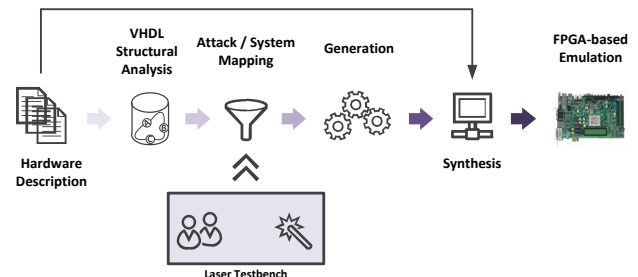 VHDL
Structural
Analysis
Attack / System
Mapping
Generation
FPGA-based
Emulation
A
B
C
Hardware
Description
Synthesis
Laser Testbench